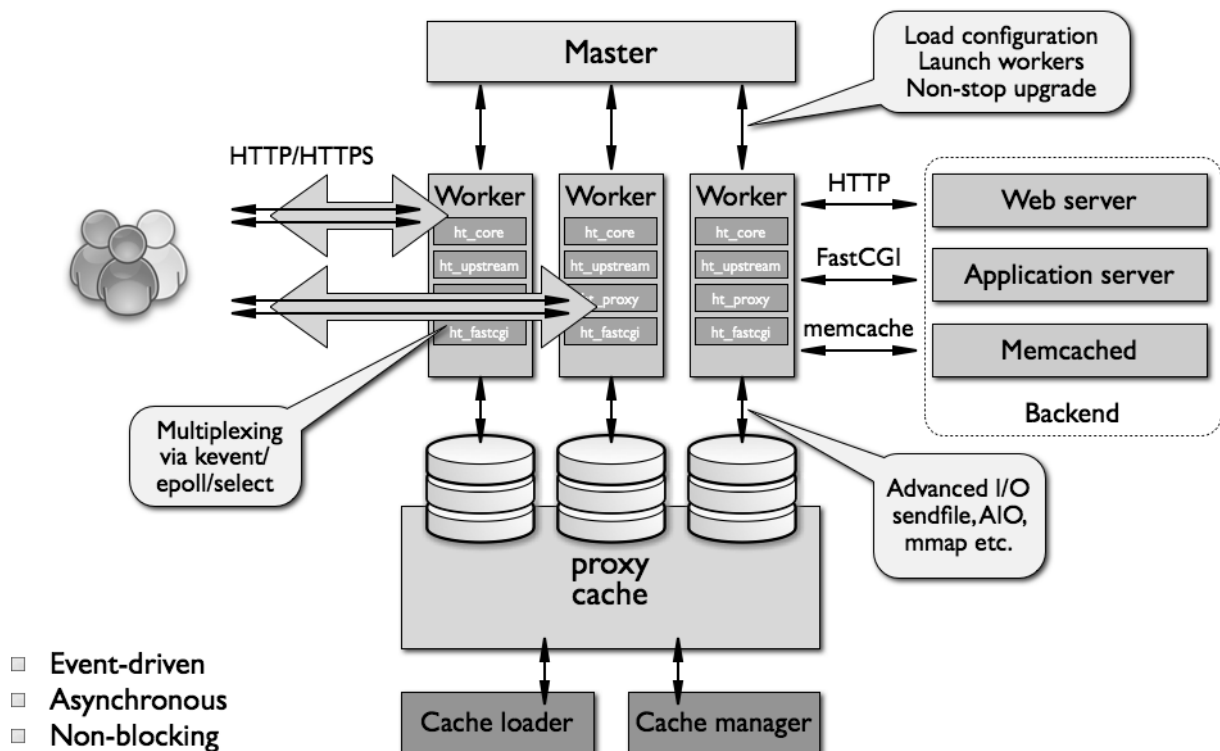 Master
Load configuration
Launch workers
Non-stop upgrade
HTTP/HTTPS
Worker
ht_core
ht_upstream
ht_fastcgi
Worker
ht_core
ht_upstream
ht_proxy
ht_fastcgi
Worker
ht_core
ht_upstream
ht_proxy
ht_fastcgi
HTTP
FastCGI
memcache
Web server
Application server
Memcached
Backend
Multiplexing
via kevent/
epoll/select
Advanced I/O
sendfile, AIO,
mmap etc.
proxy
cache
Cache loader
Cache manager
Event-driven
Asynchronous
Non-blocking